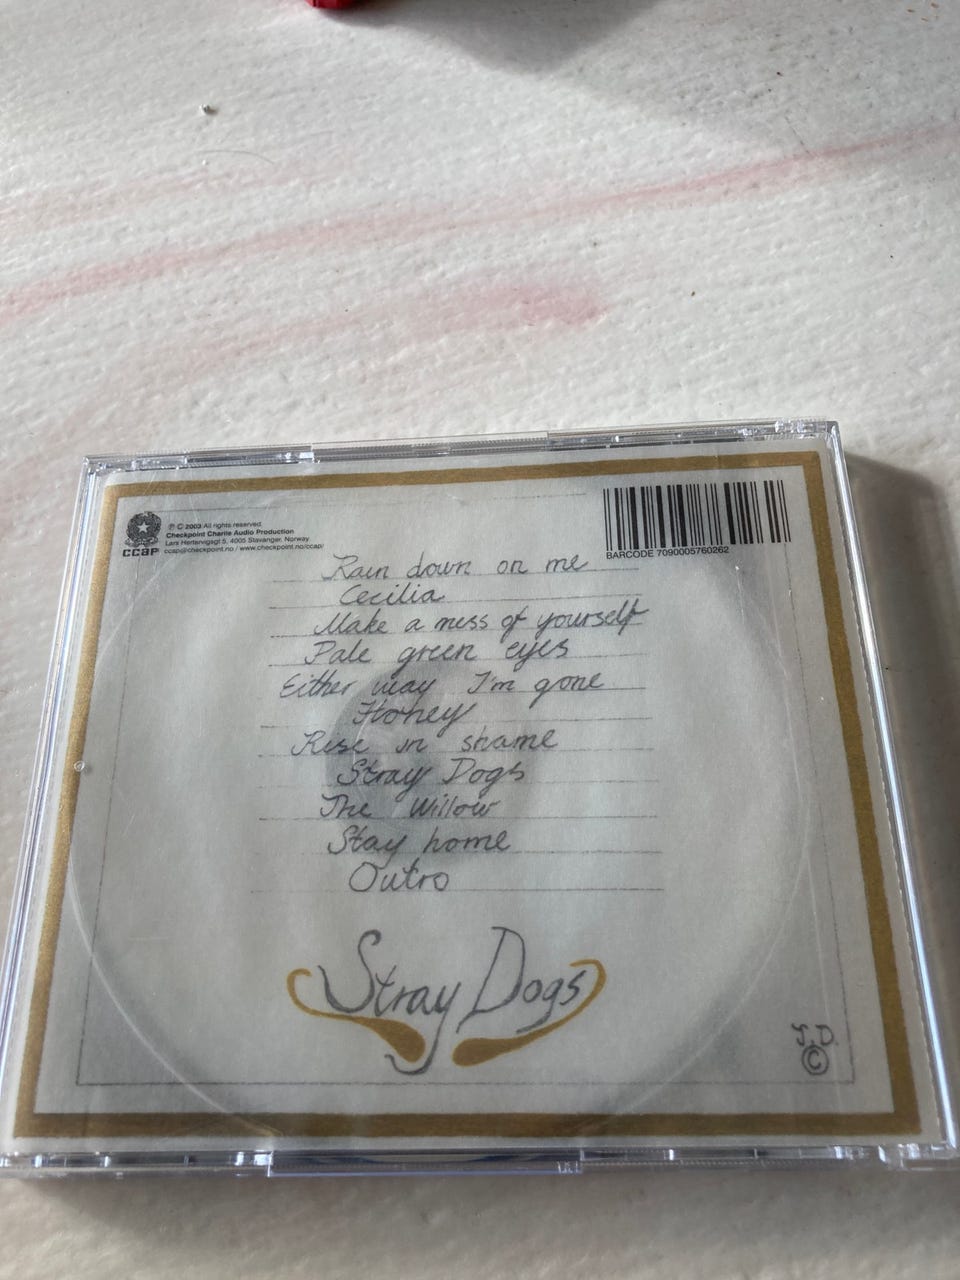 ℗ © 2003 All rights reserved
Checkpoint Charlie Audio Production
Lars Hertervigsgt 5, 4005 Stavanger, Norway
ccap@checkpoint.no / www.checkpoint.no/ccap/
ccap
BARCODE 7090005760262
Rain down on me
Cecilia
Make a mess of yourself
Pale green eyes
Either way I'm gone
Honey
Rise in shame
Stray Dogs
The Willow
Stay home
Outro
Stray Dogs
T.D.
©